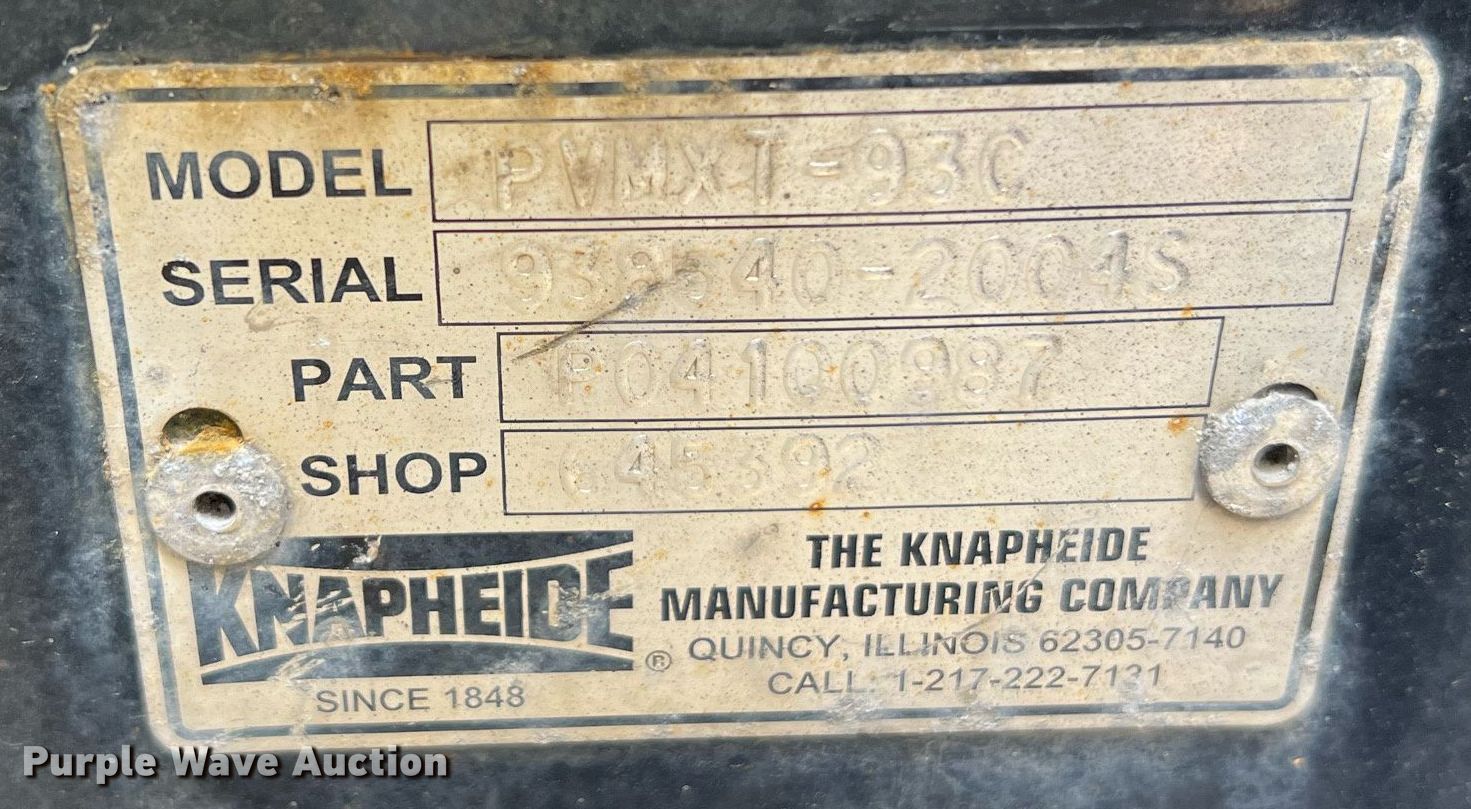 MODEL PVMXT-93C
SERIAL 938540-2004S
PART P04100987
SHOP 645392
KNAPHEIDE ®
SINCE 1848
THE KNAPHEIDE
MANUFACTURING COMPANY
QUINCY, ILLINOIS 62305-7140
CALL: 1-217-222-7131
Purple Wave Auction